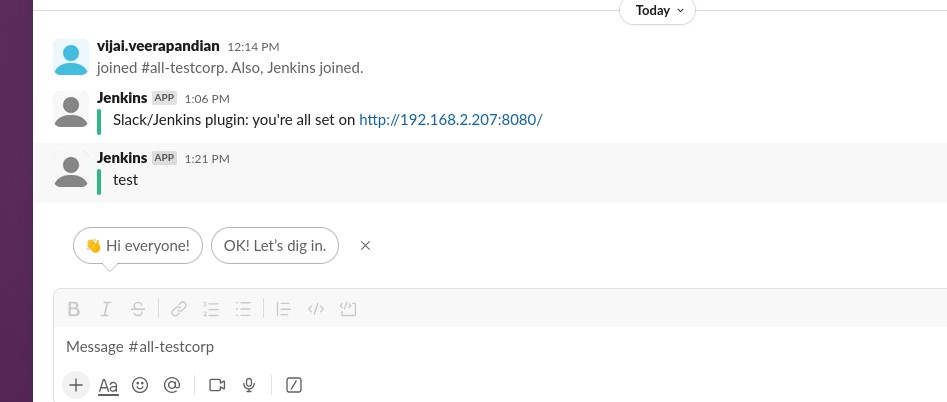 Today
vijai.veerapandian 12:14 PM
joined #all-testcorp. Also, Jenkins joined.
Jenkins APP 1:06 PM
Slack/Jenkins plugin: you're all set on http://192.168.2.207:8080/
Jenkins APP 1:21 PM
test
👋 Hi everyone! OK! Let's dig in.
B I S
Message #all-testcorp
Aa